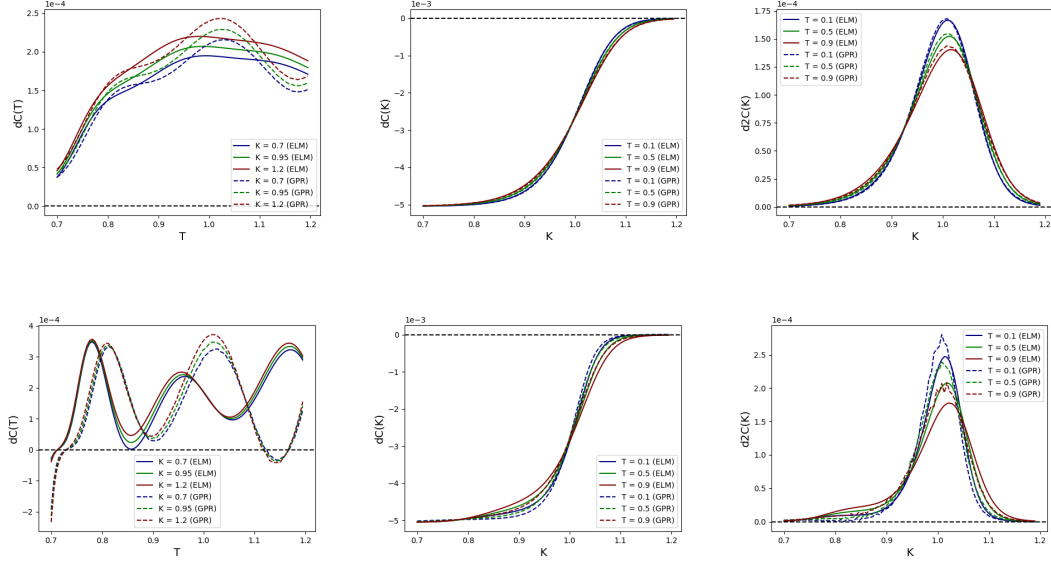 1e−4
2.5
2.0
1.5
1.0
0.5
0.0
dC(T)
K = 0.7 (ELM)
K = 0.95 (ELM)
K = 1.2 (ELM)
K = 0.7 (GPR)
K = 0.95 (GPR)
K = 1.2 (GPR)
0.7 0.8 0.9 1.0 1.1 1.2
T
1e−3
0
−1
−2
−3
−4
−5
dC(K)
T = 0.1 (ELM)
T = 0.5 (ELM)
T = 0.9 (ELM)
T = 0.1 (GPR)
T = 0.5 (GPR)
T = 0.9 (GPR)
0.7 0.8 0.9 1.0 1.1 1.2
K
1e−4
1.75
1.50
1.25
1.00
0.75
0.50
0.25
0.00
d2C(K)
T = 0.1 (ELM)
T = 0.5 (ELM)
T = 0.9 (ELM)
T = 0.1 (GPR)
T = 0.5 (GPR)
T = 0.9 (GPR)
0.7 0.8 0.9 1.0 1.1 1.2
K
1e−4
4
3
2
1
0
−1
−2
dC(T)
K = 0.7 (ELM)
K = 0.95 (ELM)
K = 1.2 (ELM)
K = 0.7 (GPR)
K = 0.95 (GPR)
K = 1.2 (GPR)
0.7 0.8 0.9 1.0 1.1 1.2
T
1e−3
0
−1
−2
−3
−4
−5
dC(K)
T = 0.1 (ELM)
T = 0.5 (ELM)
T = 0.9 (ELM)
T = 0.1 (GPR)
T = 0.5 (GPR)
T = 0.9 (GPR)
0.7 0.8 0.9 1.0 1.1 1.2
K
1e−4
2.5
2.0
1.5
1.0
0.5
0.0
d2C(K)
T = 0.1 (ELM)
T = 0.5 (ELM)
T = 0.9 (ELM)
T = 0.1 (GPR)
T = 0.5 (GPR)
T = 0.9 (GPR)
0.7 0.8 0.9 1.0 1.1 1.2
K